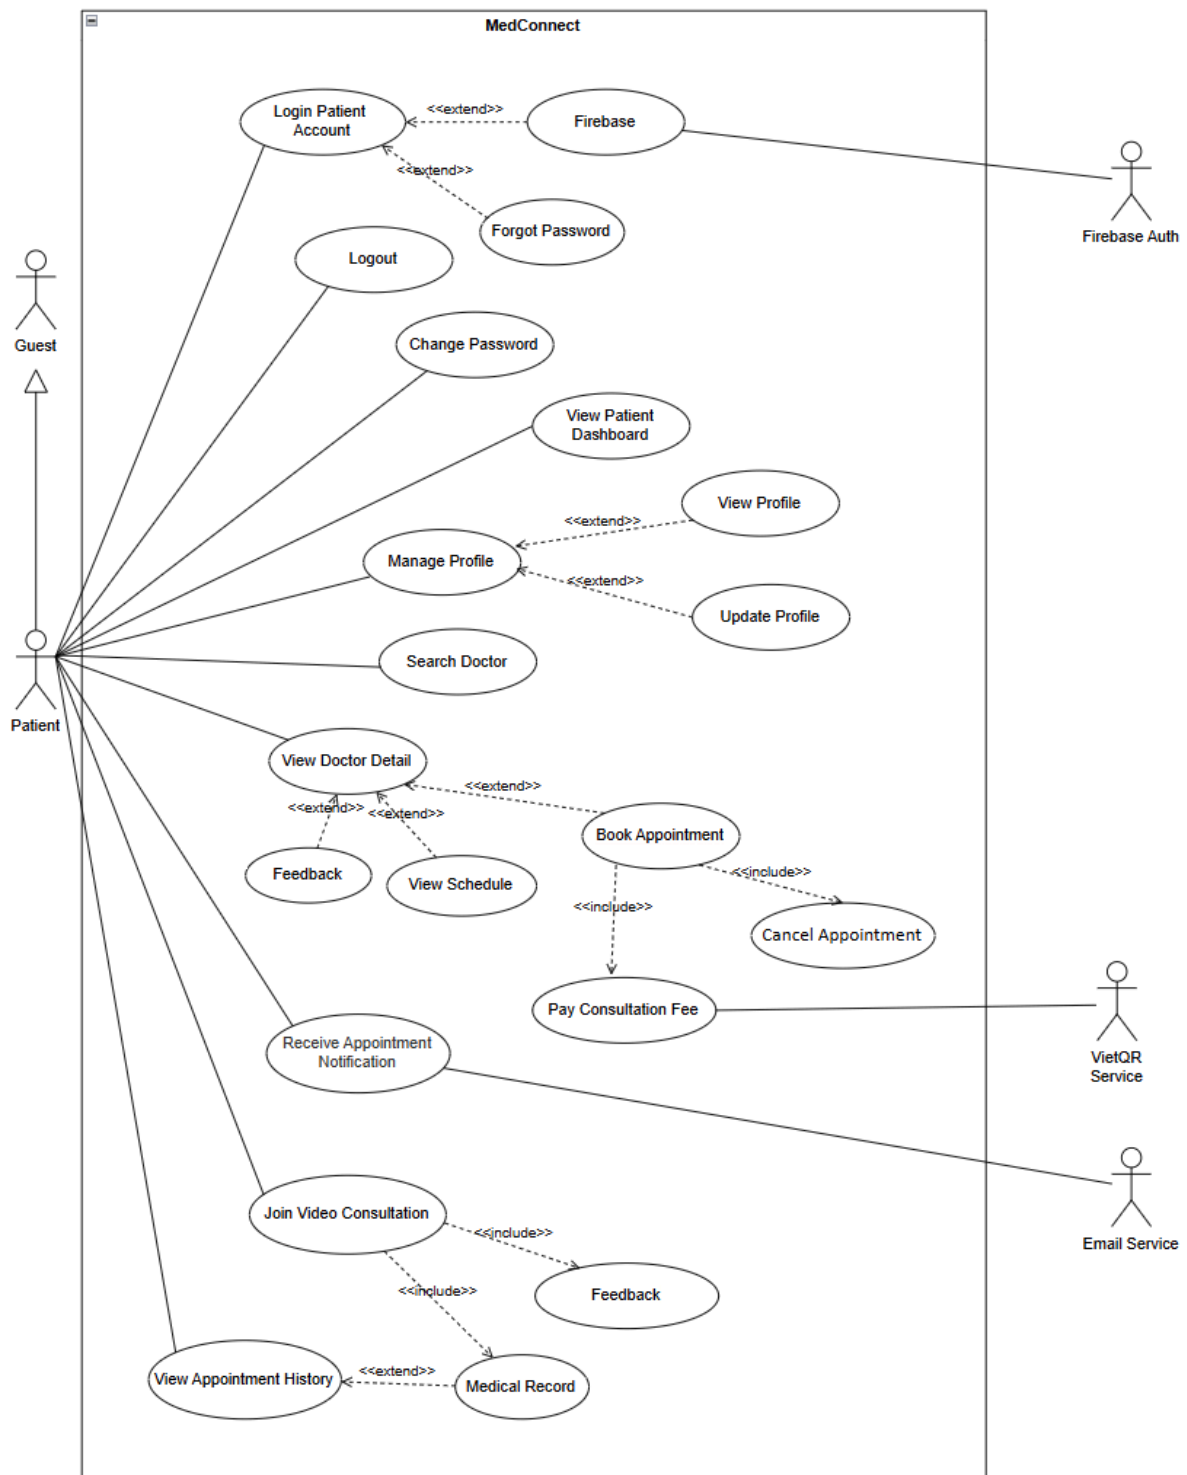 MedConnect
Login Patient
Account
<<extend>>
Firebase
<<extend>>
Forgot Password
Firebase Auth
Logout
Guest
Change Password
View Patient
Dashboard
View Profile
<<extend>>
Manage Profile
<<extend>>
Update Profile
Search Doctor
Patient
View Doctor Detail
<<extend>>
<<extend>>
<<extend>>
Book Appointment
Feedback
View Schedule
<<include>>
<<include>>
Cancel Appointment
Pay Consultation Fee
VietQR
Service
Receive Appointment
Notification
Join Video Consultation
<<include>>
Email Service
<<include>>
Feedback
View Appointment History
<<extend>>
Medical Record